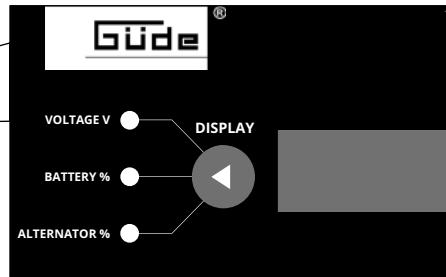 Güde®
VOLTAGE V
DISPLAY
BATTERY %
ALTERNATOR %